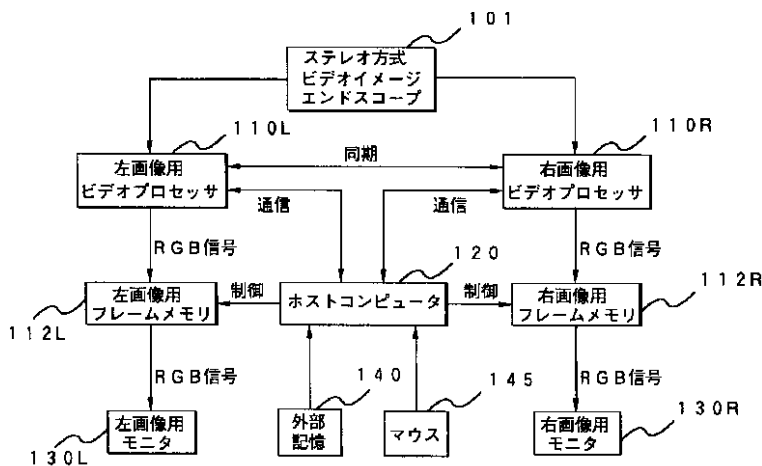 １０１
ステレオ方式
ビデオイメージ
エンドスコープ
１１０L
１１０R
左画像用
ビデオプロセッサ
同期
右画像用
ビデオプロセッサ
通信
通信
RGB信号
１２０
RGB信号
左画像用
フレームメモリ
制御
ホストコンピュータ
制御
右画像用
フレームメモリ
１１２R
１１２L
RGB信号
１４０
１４５
RGB信号
左画像用
モニタ
外部
記憶
マウス
右画像用
モニタ
１３０R
１３０L